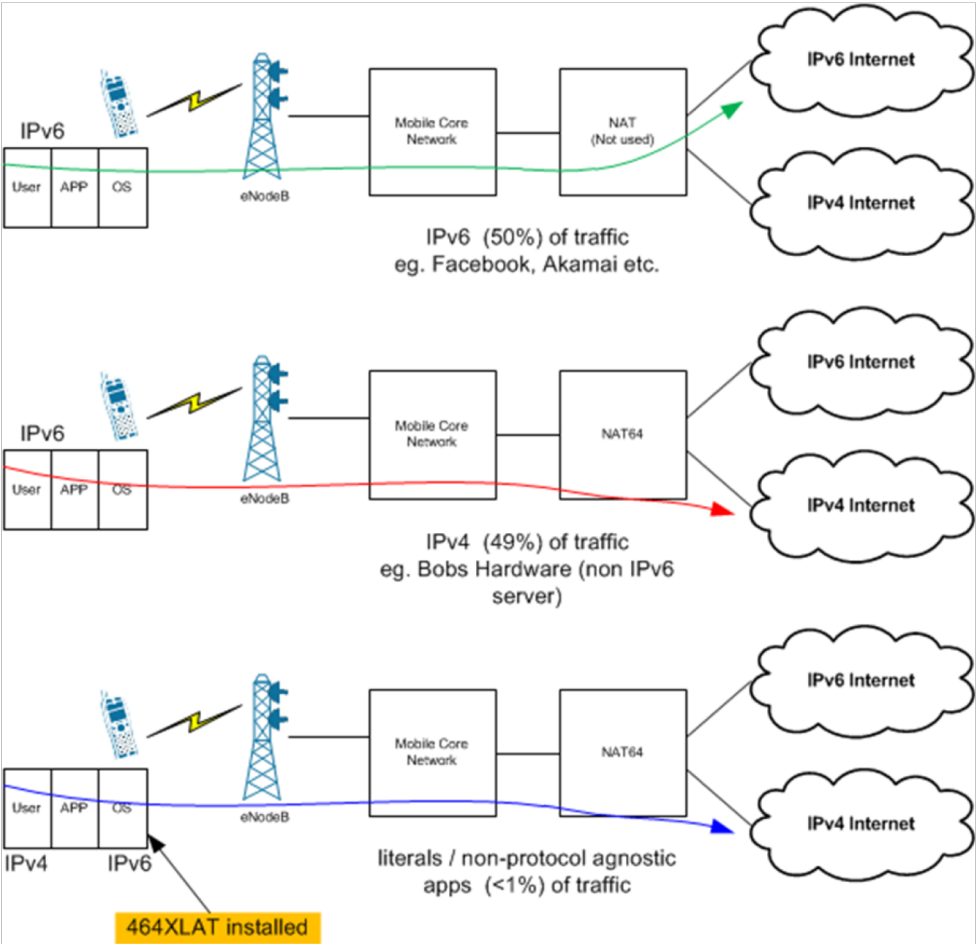 IPv6
User APP OS
eNodeB
Mobile Core
Network
NAT
(Not used)
IPv6 Internet
IPv4 Internet
IPv6 (50%) of traffic
eg. Facebook, Akamai etc.
IPv6
User APP OS
eNodeB
Mobile Core
Network
NAT64
IPv6 Internet
IPv4 Internet
IPv4 (49%) of traffic
eg. Bobs Hardware (non IPv6
server)
User APP OS
IPv4 IPv6
eNodeB
Mobile Core
Network
NAT64
IPv6 Internet
IPv4 Internet
literals / non-protocol agnostic
apps (<1%) of traffic
464XLAT installed